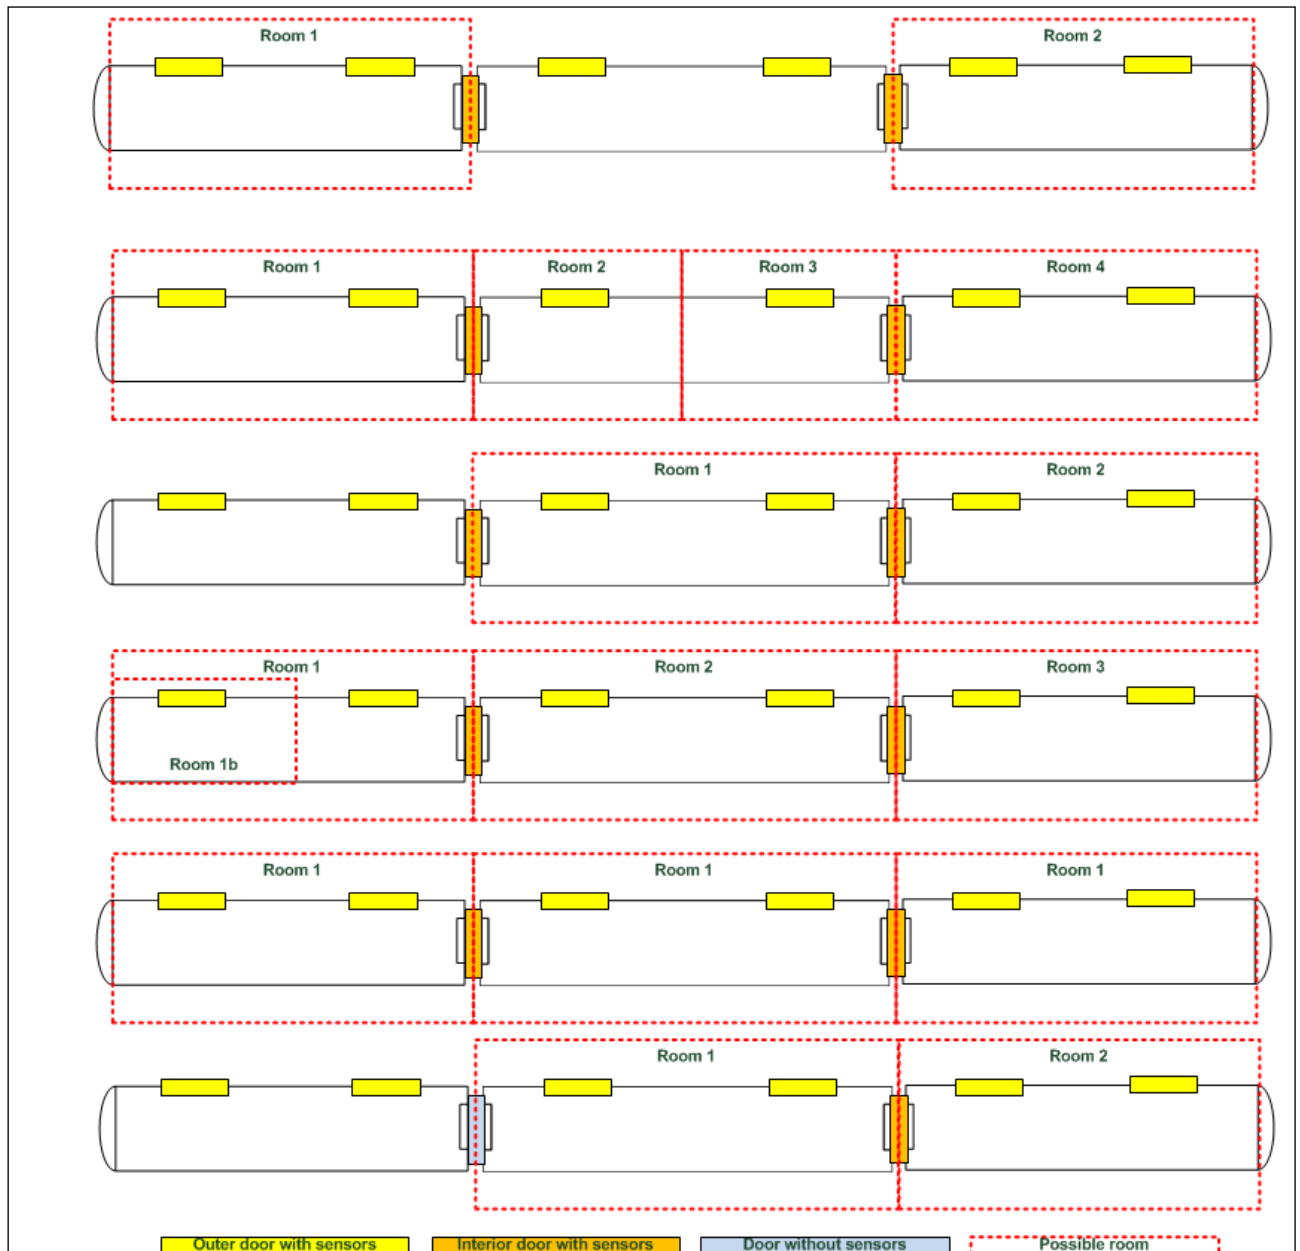 Room 1 Room 2
Room 1 Room 2 Room 3 Room 4
Room 1 Room 2
Room 1 Room 2 Room 3
Room 1b
Room 1 Room 1 Room 1
Room 1 Room 2
Outer door with sensors Interior door with sensors Door without sensors Possible room